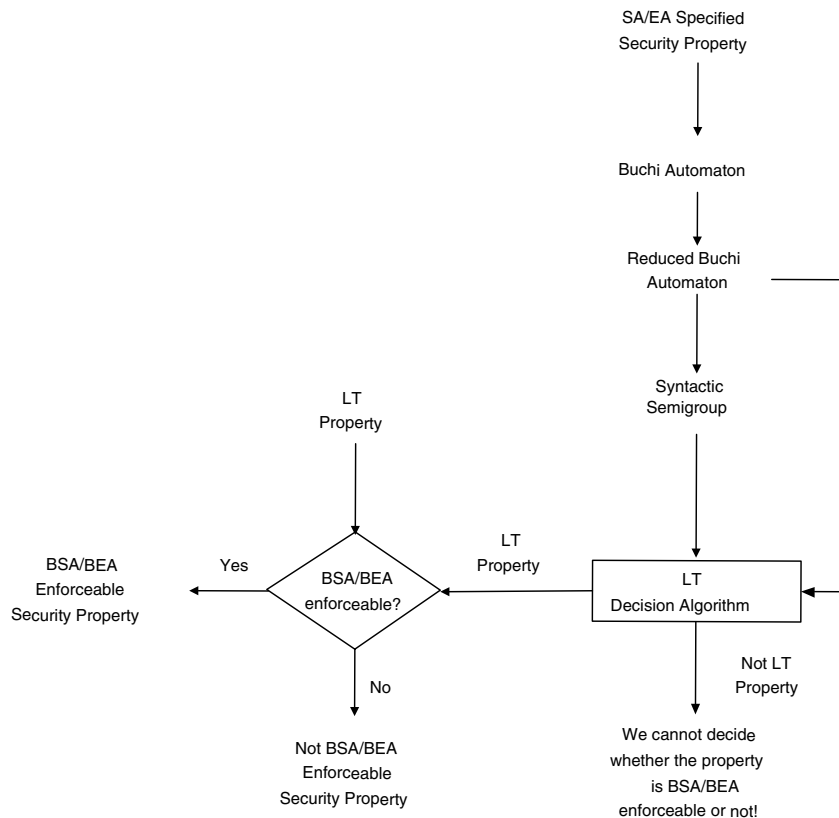 SA/EA Specified
Security Property
Buchi Automaton
Reduced Buchi
Automaton
Syntactic
Semigroup
LT
Property
LT
Property
BSA/BEA
Enforceable
Security Property
Yes
BSA/BEA
enforceable?
LT
Decision Algorithm
No
Not LT
Property
Not BSA/BEA
Enforceable
Security Property
We cannot decide
whether the property
is BSA/BEA
enforceable or not!